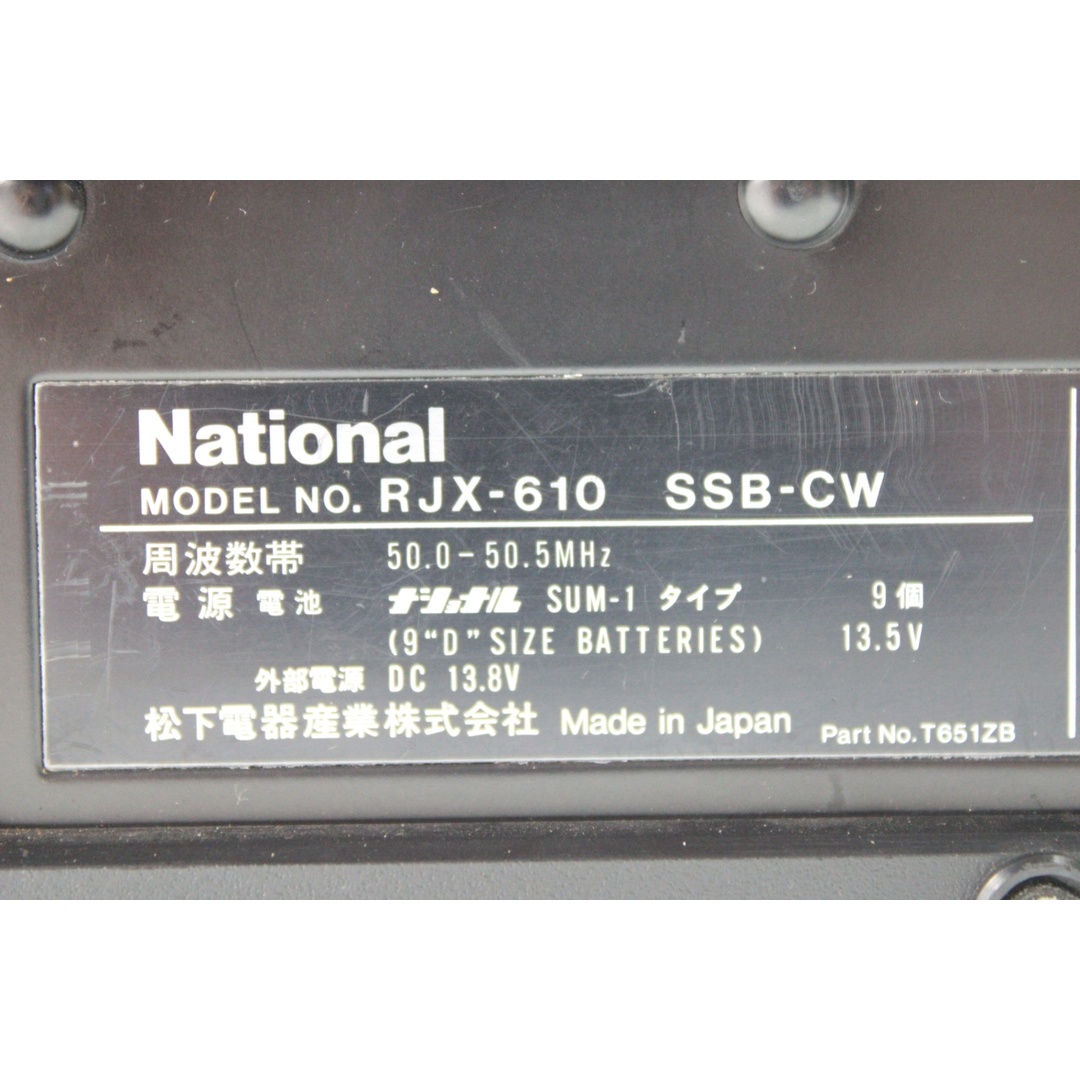 National
MODEL NO. RJX-610 SSB-CW
周波数帯 50.0-50.5MHz
電源 電池 ナショナル SUM-1 タイプ 9個
(9 "D" SIZE BATTERIES) 13.5V
外部電源 DC 13.8V
松下電器産業株式会社 Made in Japan Part No. T651ZB